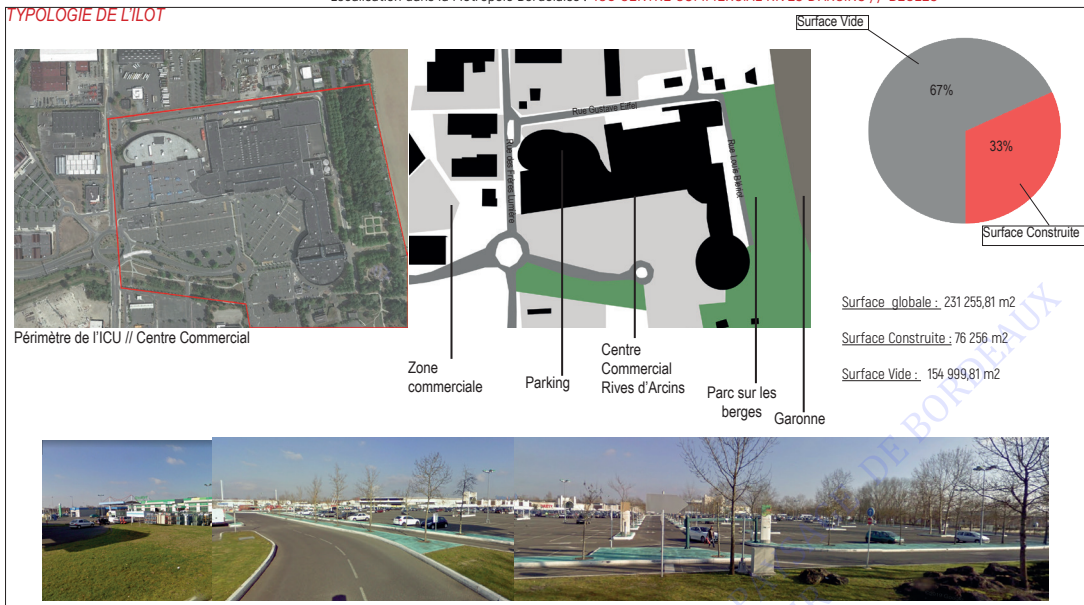 TYPOLOGIE DE L'ILOT
Surface Vide
67%
33%
Surface Construite
Rue Gustave Eiffel
Rue des Frères Lumière
Rue Louis Blériot
Surface globale : 231 255,81 m2
Surface Construite : 76 256 m2
Surface Vide : 154 999,81 m2
Périmètre de l'ICU // Centre Commercial
Zone
commerciale
Parking
Centre
Commercial
Rives d'Arcins
Parc sur les
berges
Garonne
DE BORDEAUX